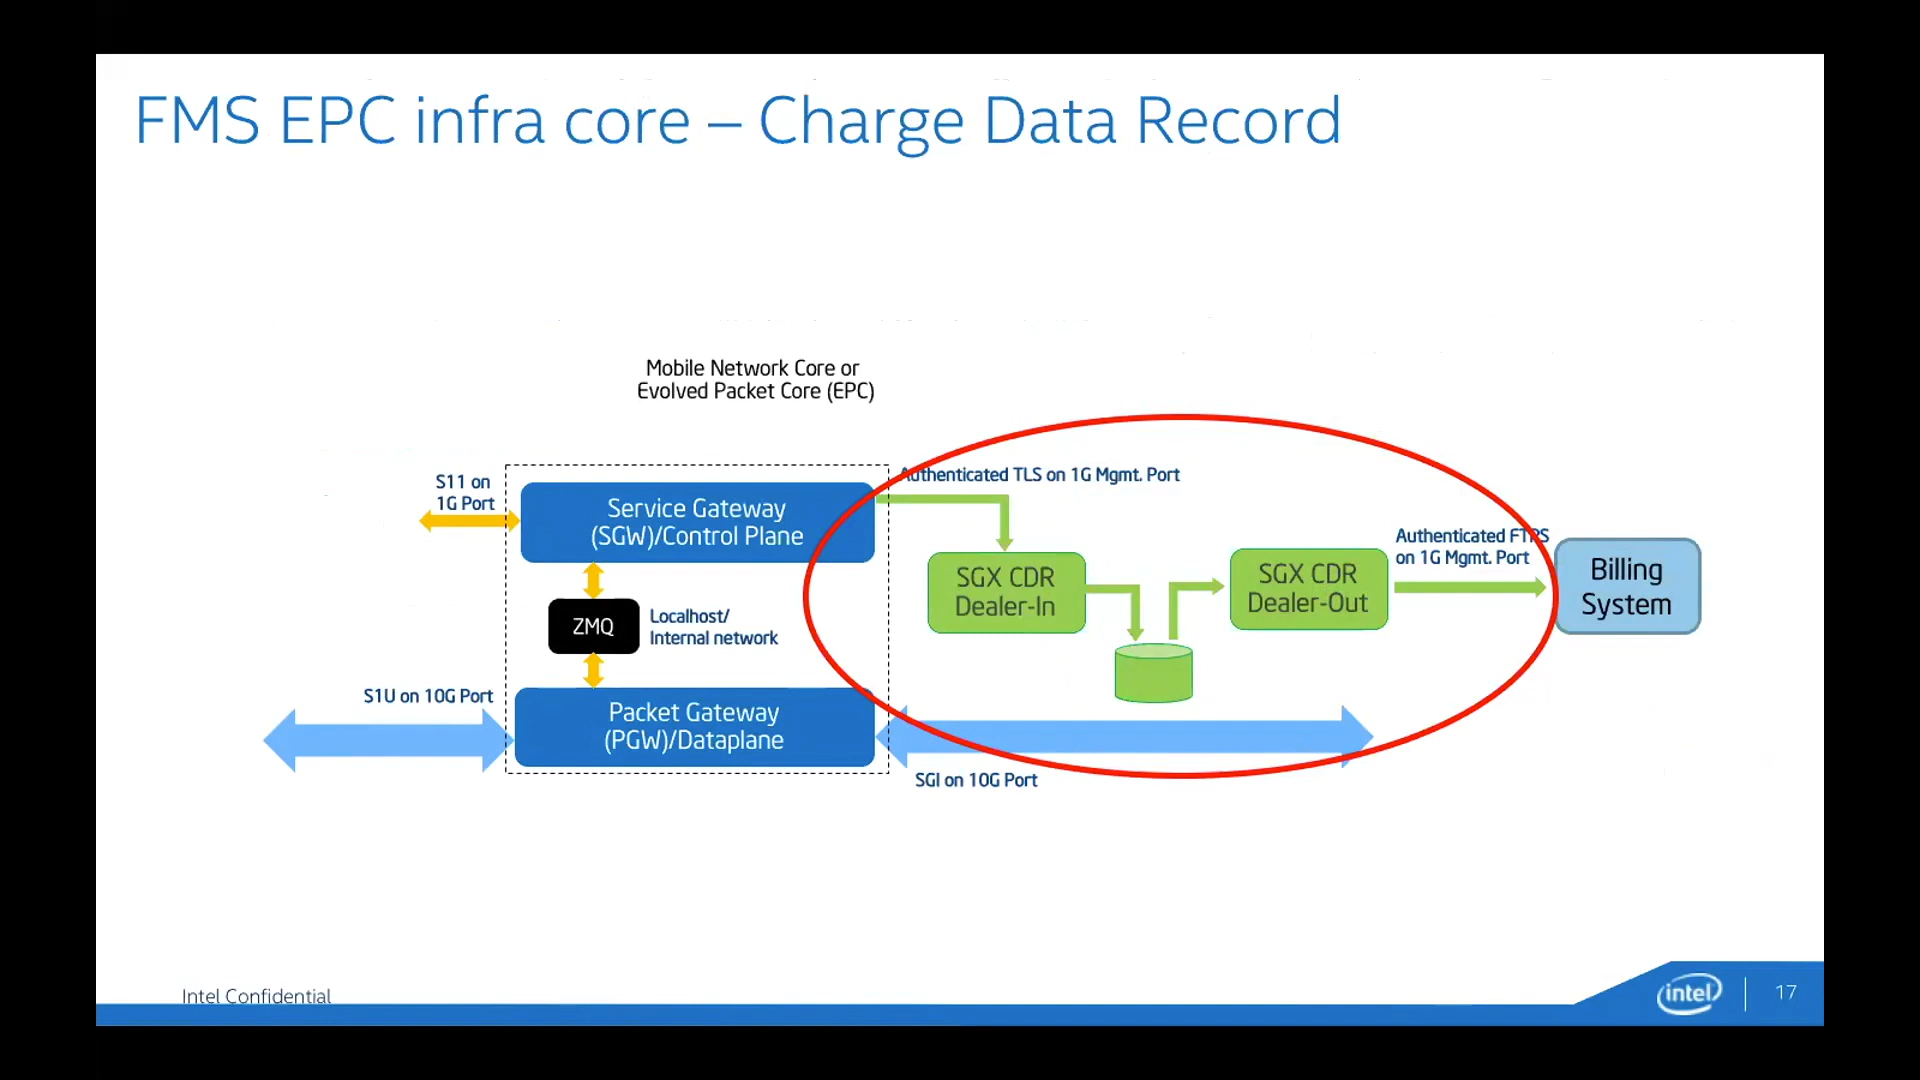 FMS EPC infra core – Charge Data Record
Mobile Network Core or
Evolved Packet Core (EPC)
S11 on
1G Port
Service Gateway
(SGW)/Control Plane
Authenticated TLS on 1G Mgmt. Port
SGX CDR
Dealer-In
SGX CDR
Dealer-Out
Authenticated FTPS
on 1G Mgmt. Port
Billing
System
ZMQ
Localhost/
Internal network
S1U on 10G Port
Packet Gateway
(PGW)/Dataplane
SGI on 10G Port
Intel Confidential
intel
17